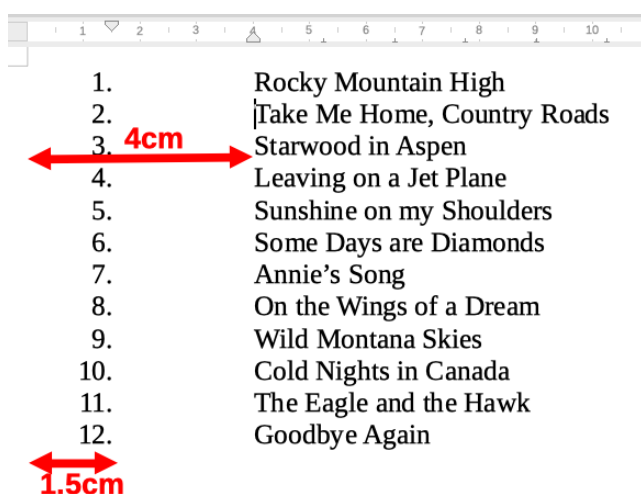 1 2 3 4 5 6 7 8 9 10
1. Rocky Mountain High
2. Take Me Home, Country Roads
3. Starwood in Aspen
4cm
4. Leaving on a Jet Plane
5. Sunshine on my Shoulders
6. Some Days are Diamonds
7. Annie’s Song
8. On the Wings of a Dream
9. Wild Montana Skies
10. Cold Nights in Canada
11. The Eagle and the Hawk
12. Goodbye Again
1.5cm